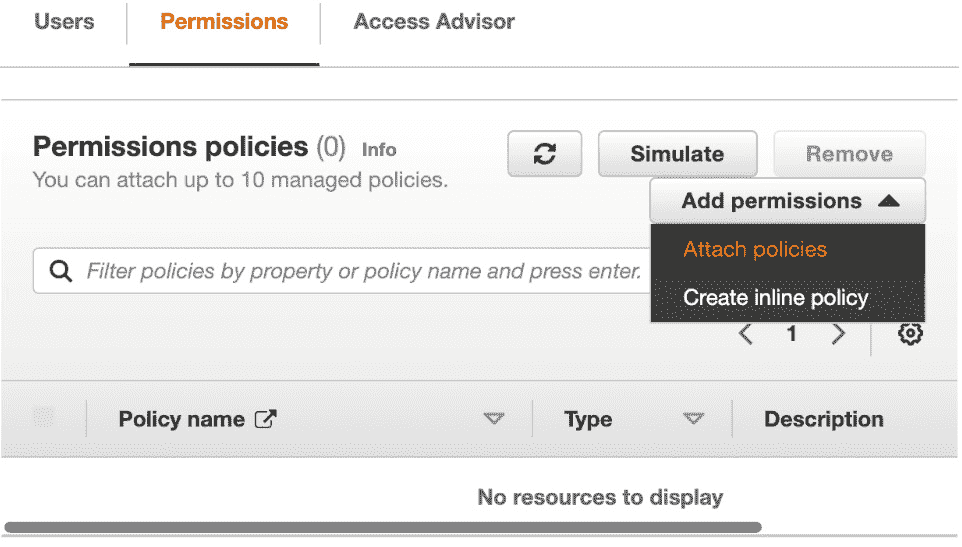 Users Permissions Access Advisor
Permissions policies (0) Info
You can attach up to 10 managed policies.
Simulate Remove
Add permissions
Attach policies
Create inline policy
Filter policies by property or policy name and press enter.
1
Policy name Type Description
No resources to display